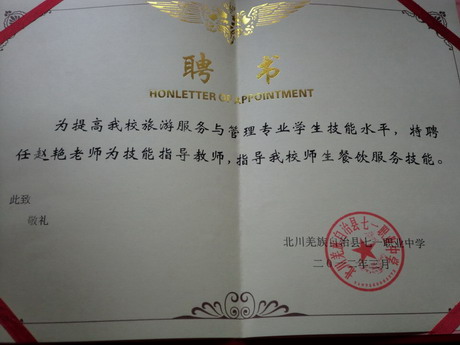 聘 书
HONLETTER OF APPOINTMENT
为提高我校旅游服务与管理专业学生技能水平，特聘
任赵艳老师为技能指导教师，指导我校师生餐饮服务技能。
此致
敬礼
北川羌族自治县七一职业中学
二〇一二年三月